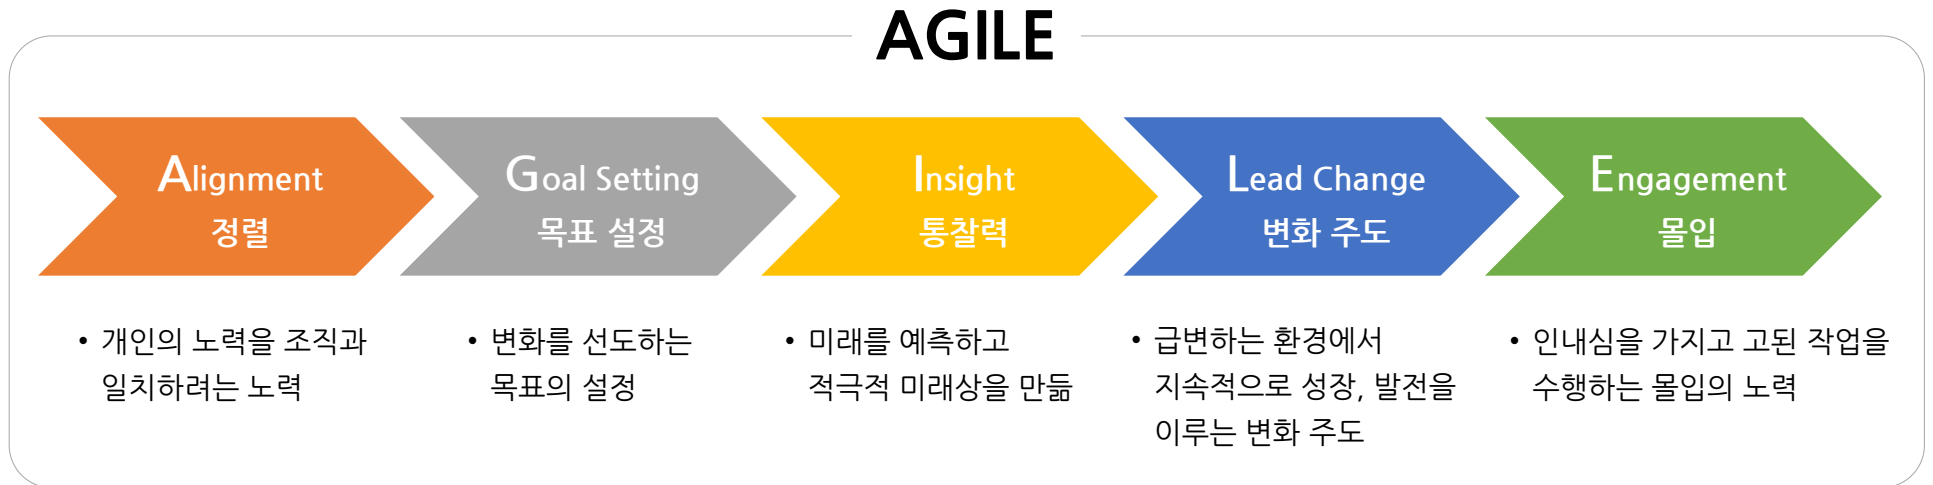 AGILE
Alignment
정렬
Goal Setting
목표 설정
Insight
통찰력
Lead Change
변화 주도
Engagement
몰입
• 개인의 노력을 조직과
일치하려는 노력
• 변화를 선도하는
목표의 설정
• 미래를 예측하고
적극적 미래상을 만듦
• 급변하는 환경에서
지속적으로 성장, 발전을
이루는 변화 주도
• 인내심을 가지고 고된 작업을
수행하는 몰입의 노력